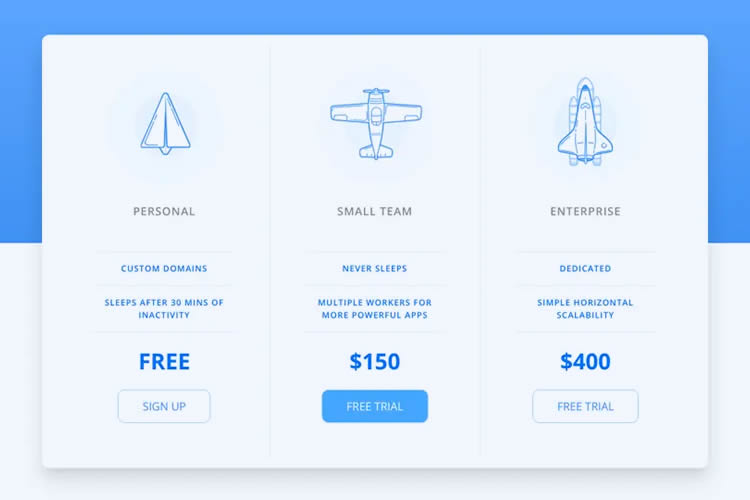 PERSONAL
CUSTOM DOMAINS
SLEEPS AFTER 30 MINS OF
INACTIVITY
FREE
SIGN UP
SMALL TEAM
NEVER SLEEPS
MULTIPLE WORKERS FOR
MORE POWERFUL APPS
$150
FREE TRIAL
ENTERPRISE
DEDICATED
SIMPLE HORIZONTAL
SCALABILITY
$400
FREE TRIAL